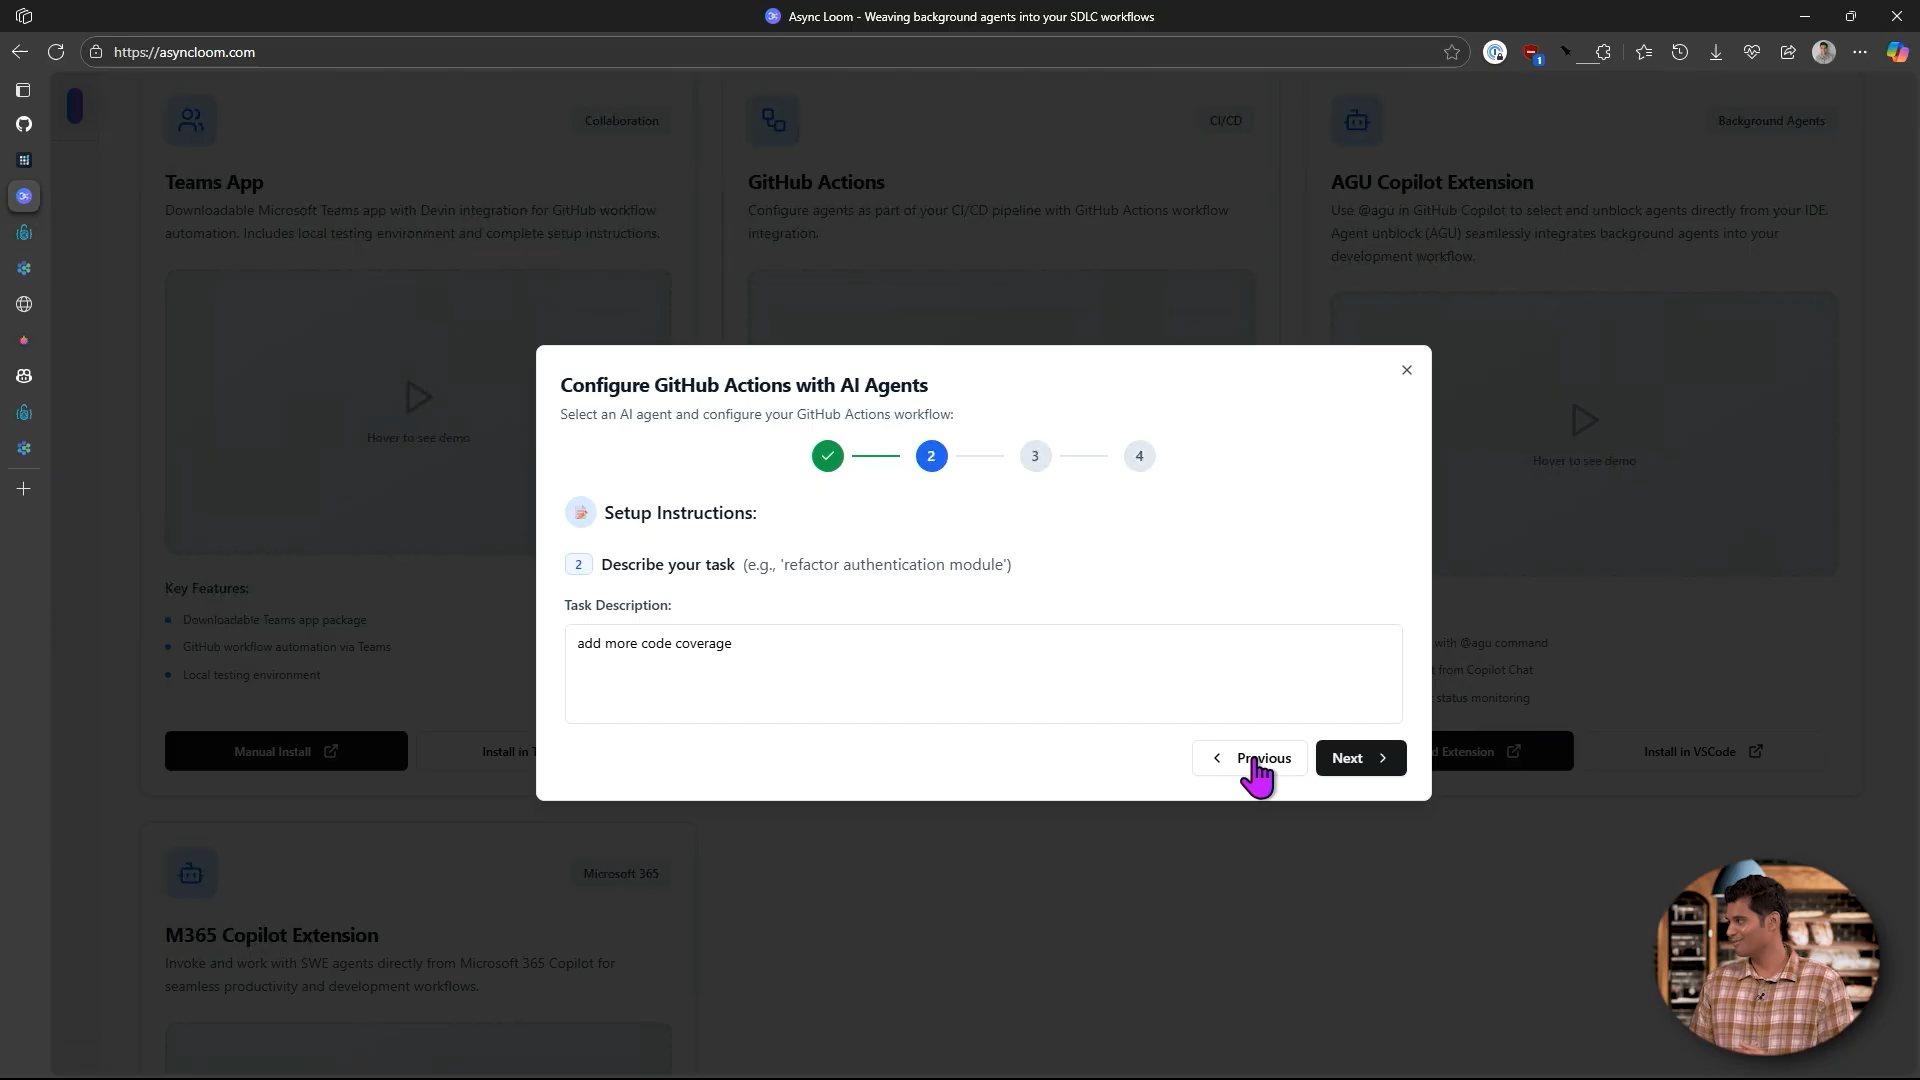 Async Loom - Weaving background agents into your SDLC workflows
https://asyncloom.com
1
Collaboration
Teams App
Downloadable Microsoft Teams app with Devin integration for GitHub workflow
automation. Includes local testing environment and complete setup instructions.
Hover to see demo
Key Features:
Downloadable Teams app package
GitHub workflow automation via Teams
Local testing environment
Manual Install
Install in T
CI/CD
GitHub Actions
Configure agents as part of your CI/CD pipeline with GitHub Actions workflow
integration.
Background Agents
AGU Copilot Extension
Use @agu in GitHub Copilot to select and unblock agents directly from your IDE.
Agent unblock (AGU) seamlessly integrates background agents into your
development workflow.
Hover to see demo
with @agu command
from Copilot Chat
status monitoring
d Extension
Install in VSCode
Configure GitHub Actions with AI Agents
Select an AI agent and configure your GitHub Actions workflow:
2
3
4
Setup Instructions:
2 Describe your task (e.g., 'refactor authentication module')
Task Description:
add more code coverage
Previous
Next
Microsoft 365
M365 Copilot Extension
Invoke and work with SWE agents directly from Microsoft 365 Copilot for
seamless productivity and development workflows.